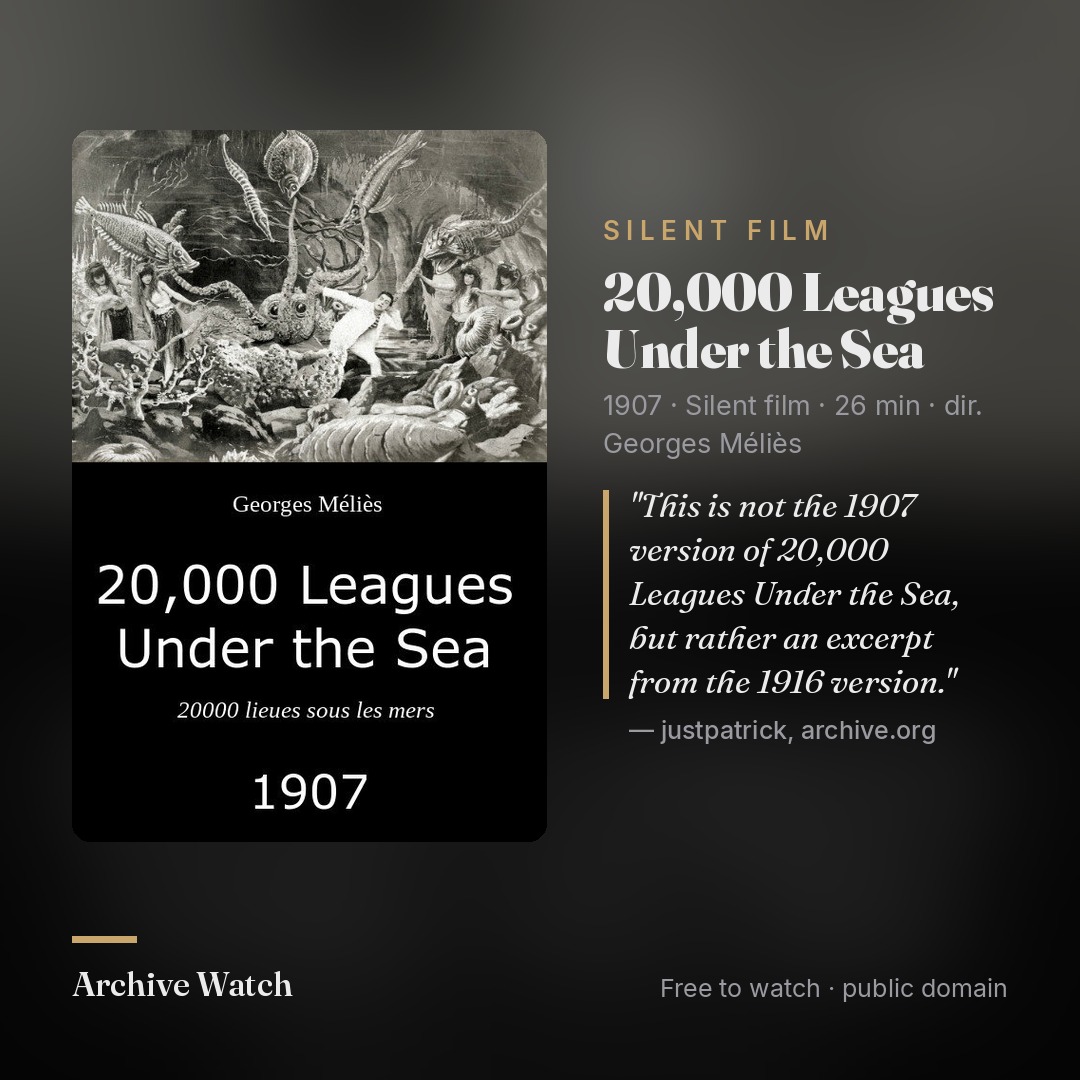 Georges Méliès
20,000 Leagues
Under the Sea
20000 lieues sous les mers
1907
SILENT FILM
20,000 Leagues
Under the Sea
1907 · Silent film · 26 min · dir.
Georges Méliès
"This is not the 1907
version of 20,000
Leagues Under the Sea,
but rather an excerpt
from the 1916 version."
— justpatrick, archive.org
Archive Watch
Free to watch · public domain